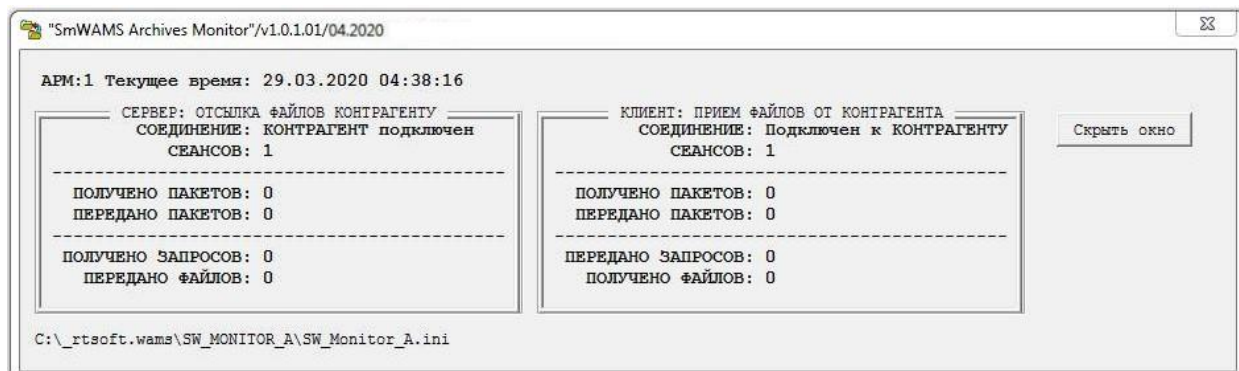 "SmWAMS Archives Monitor"/v1.0.1.01/04.2020
АРМ:1 Текущее время: 29.03.2020 04:38:16
СЕРВЕР: ОТСЫЛКА ФАЙЛОВ КОНТРАГЕНТУ
СОЕДИНЕНИЕ: КОНТРАГЕНТ подключен
СЕАНСОВ: 1
ПОЛУЧЕНО ПАКЕТОВ: 0
ПЕРЕДАНО ПАКЕТОВ: 0
ПОЛУЧЕНО ЗАПРОСОВ: 0
ПЕРЕДАНО ФАЙЛОВ: 0
КЛИЕНТ: ПРИЕМ ФАЙЛОВ ОТ КОНТРАГЕНТА
СОЕДИНЕНИЕ: Подключен к КОНТРАГЕНТУ
СЕАНСОВ: 1
ПОЛУЧЕНО ПАКЕТОВ: 0
ПЕРЕДАНО ПАКЕТОВ: 0
ПЕРЕДАНО ЗАПРОСОВ: 0
ПОЛУЧЕНО ФАЙЛОВ: 0
Скрыть окно
C:\_rtsoft.wams\SW_MONITOR_A\SW_Monitor_A.ini